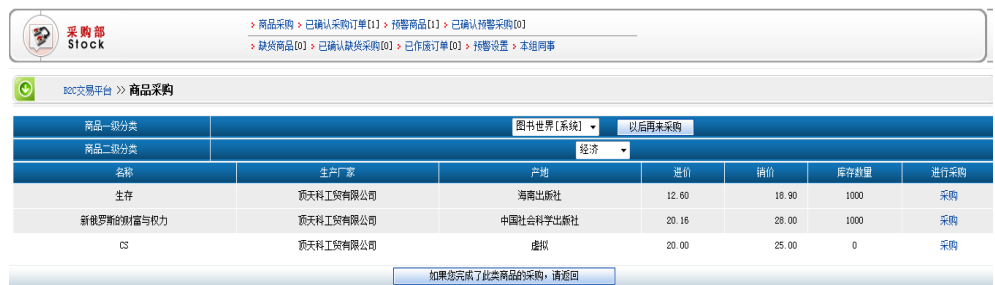 采购部
Stock
> 商品采购 > 已确认采购订单[1] > 预警商品[1] > 已确认预警采购[0]
> 缺货商品[0] > 已确认缺货采购[0] > 已作废订单[0] > 预警设置 > 本组同事
B2C交易平台 >> 商品采购
商品一级分类 图书世界[系统] 以后再来采购
商品二级分类 经济
名称 生产厂家 产地 进价 销价 库存数量 进行采购
生存 顶天科工贸有限公司 海南出版社 12.60 18.90 1000 采购
新俄罗斯的财富与权力 顶天科工贸有限公司 中国社会科学出版社 20.16 28.00 1000 采购
CS 顶天科工贸有限公司 虚拟 20.00 25.00 0 采购
如果您完成了此类商品的采购，请返回